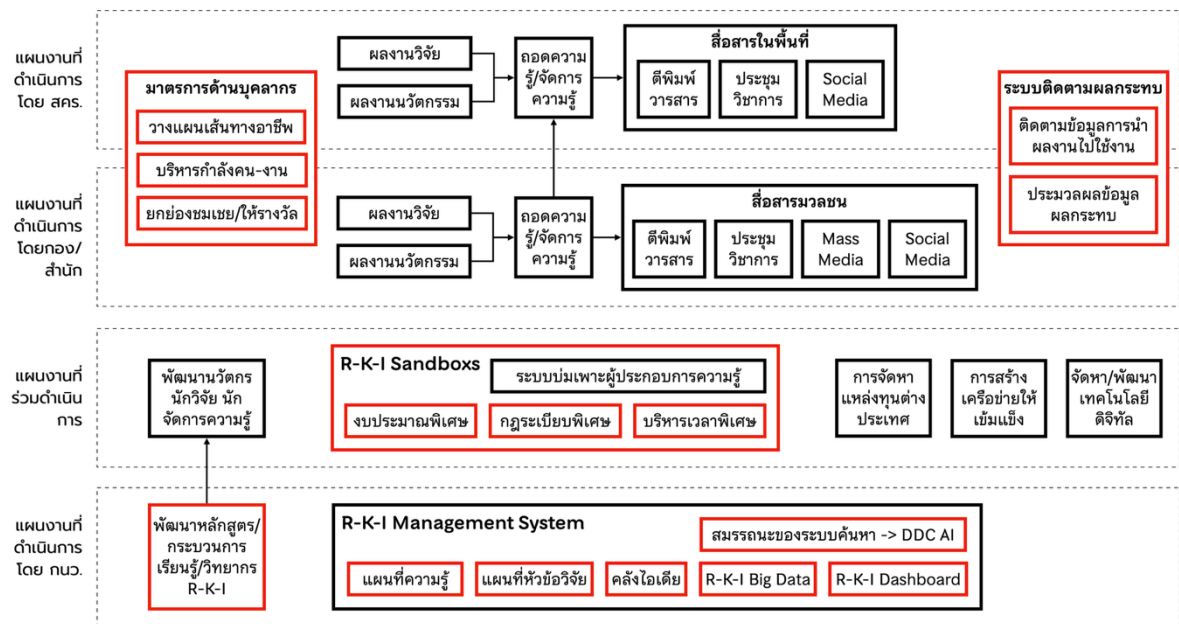 แผนงานที่
ดำเนินการ
โดย สคร.
มาตรการด้านบุคลากร
วางแผนเส้นทางอาชีพ
บริหารกำลังคน-งาน
ยกย่องชมเชย/ให้รางวัล
ผลงานวิจัย
ผลงานนวัตกรรม
ถอดความ
รู้/จัดการ
ความรู้
สื่อสารในพื้นที่
ตีพิมพ์
วารสาร
ประชุม
วิชาการ
Social
Media
ระบบติดตามผลกระทบ
ติดตามข้อมูลการนำ
ผลงานไปใช้งาน
ประมวลผลข้อมูล
ผลกระทบ
แผนงานที่
ดำเนินการ
โดยกอง/
สำนัก
ผลงานวิจัย
ผลงานนวัตกรรม
ถอดความ
รู้/จัดการ
ความรู้
สื่อสารมวลชน
ตีพิมพ์
วารสาร
ประชุม
วิชาการ
Mass
Media
Social
Media
แผนงานที่
ร่วมดำเนิน
การ
พัฒนานวัตกร
นักวิจัย นัก
จัดการความรู้
R-K-I Sandboxs
ระบบบ่มเพาะผู้ประกอบการความรู้
งบประมาณพิเศษ
กฎระเบียบพิเศษ
บริหารเวลาพิเศษ
การจัดหา
แหล่งทุนต่าง
ประเทศ
การสร้าง
เครือข่ายให้
เข้มแข็ง
จัดหา/พัฒนา
เทคโนโลยี
ดิจิทัล
แผนงานที่
ดำเนินการ
โดย กนว.
พัฒนาหลักสูตร/
กระบวนการ
เรียนรู้/วิทยากร
R-K-I
R-K-I Management System
สมรรถนะของระบบค้นหา -> DDC AI
แผนที่ความรู้
แผนที่หัวข้อวิจัย
คลังไอเดีย
R-K-I Big Data
R-K-I Dashboard